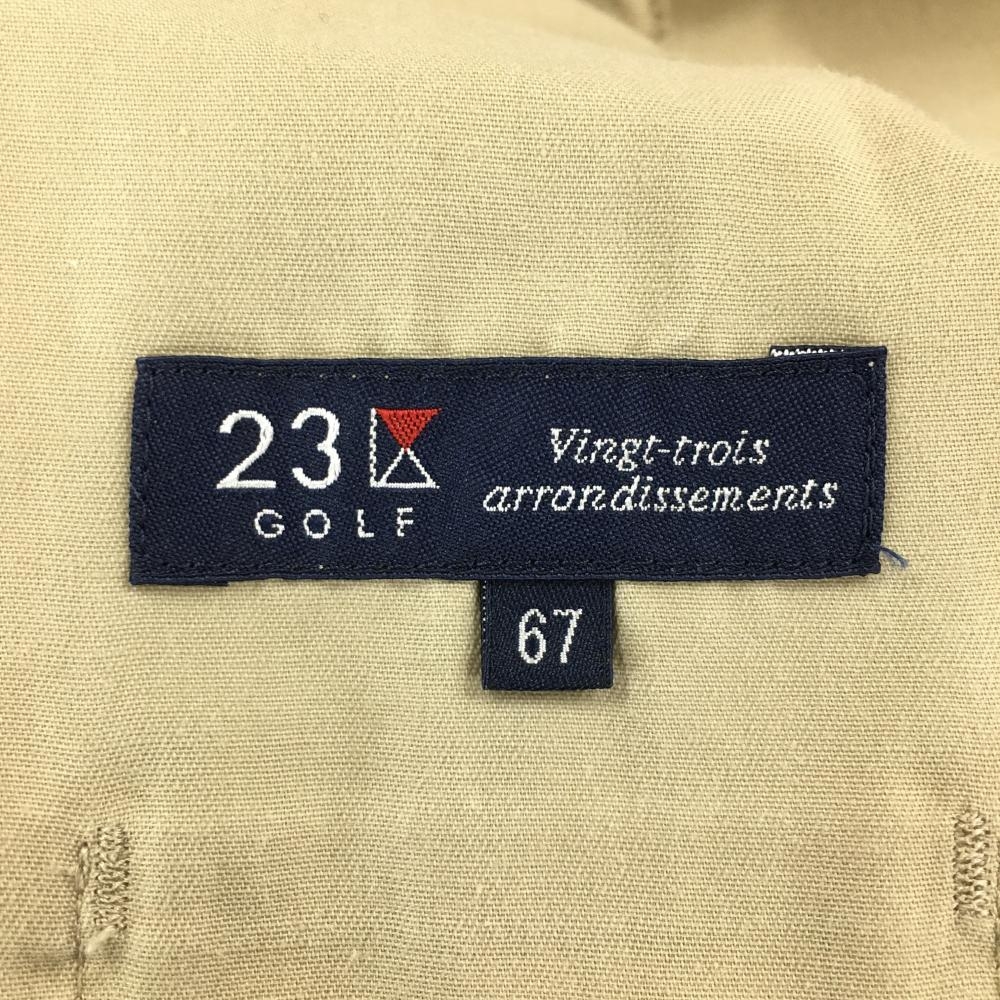 23
GOLF
Vingt-trois
arrondissements
67